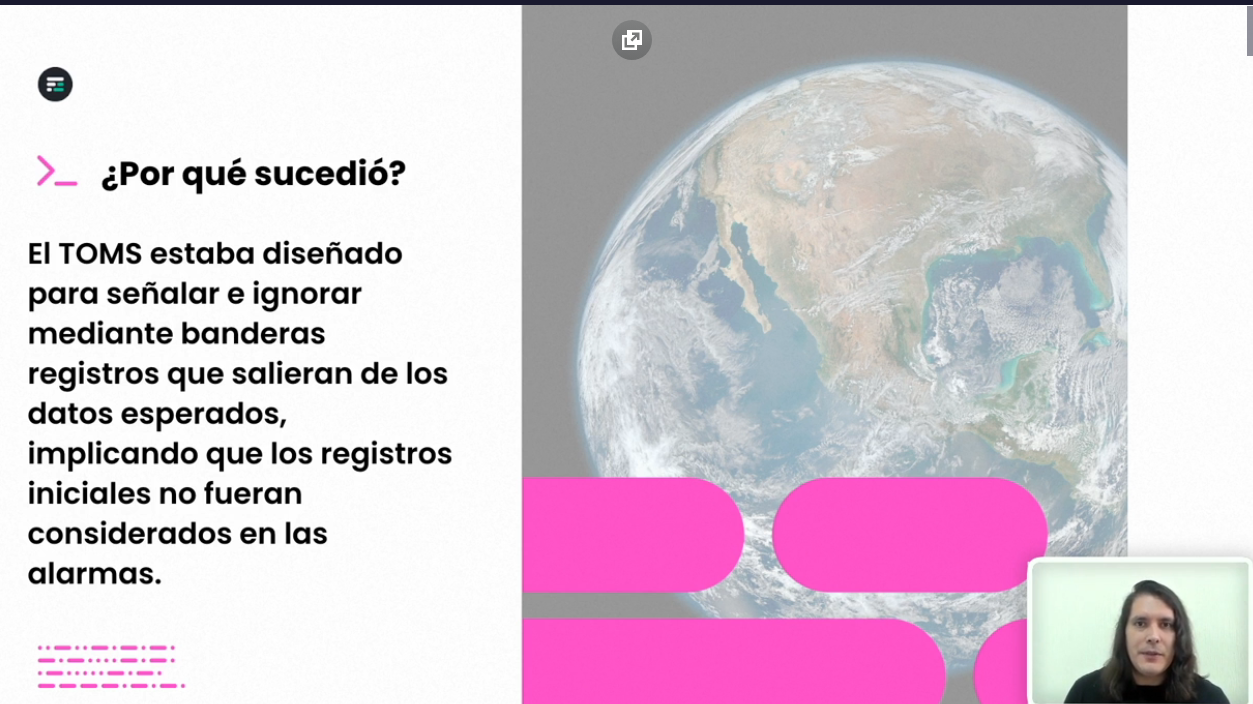 ¿Por qué sucedió?
El TOMS estaba diseñado
para señalar e ignorar
mediante banderas
registros que salieran de los
datos esperados,
implicando que los registros
iniciales no fueran
considerados en las
alarmas.